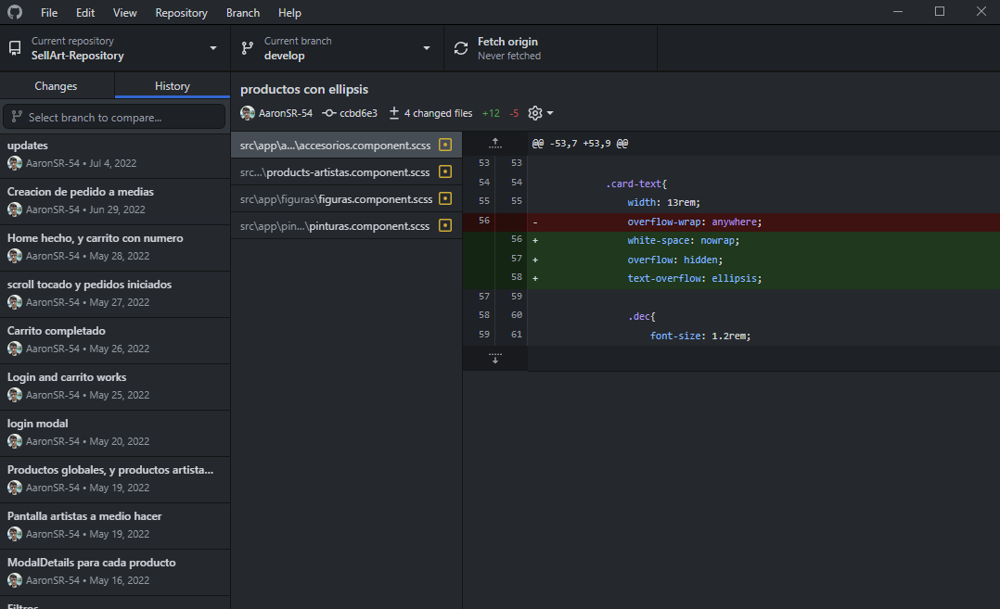 File Edit View Repository Branch Help
Current repository
SellArt-Repository
Current branch
develop
Fetch origin
Never fetched
Changes History
Select branch to compare...
updates
AaronSR-54 • Jul 4, 2022
Creacion de pedido a medias
AaronSR-54 • Jun 29, 2022
Home hecho, y carrito con numero
AaronSR-54 • May 28, 2022
scroll tocado y pedidos iniciados
AaronSR-54 • May 27, 2022
Carrito completado
AaronSR-54 • May 26, 2022
Login and carrito works
AaronSR-54 • May 25, 2022
login modal
AaronSR-54 • May 20, 2022
Productos globales, y productos artista...
AaronSR-54 • May 19, 2022
Pantalla artistas a medio hacer
AaronSR-54 • May 19, 2022
ModalDetails para cada producto
AaronSR-54 • May 16, 2022
Filtros
productos con ellipsis
AaronSR-54 ccbd6e3 4 changed files +12 -5
src\app\a...\accesorios.component.scss
src...\products-artistas.component.scss
src\app\figuras\figuras.component.scss
src\app\pin...\pinturas.component.scss
@@ -53,7 +53,9 @@
53 53
54 54 .card-text{
55 55 width: 13rem;
56 - overflow-wrap: anywhere;
56 + white-space: nowrap;
57 + overflow: hidden;
58 + text-overflow: ellipsis;
57 59
58 60 .dec{
59 61 font-size: 1.2rem;